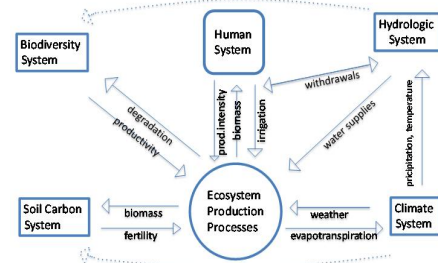 Biodiversity
System
Human
System
Hydrologic
System
degradation
productivity
prod.intensity
biomass
irrigation
withdrawals
water supplies
pricipitation, temperature
Soil Carbon
System
biomass
fertility
Ecosystem
Production
Processes
weather
evapotranspiration
Climate
System